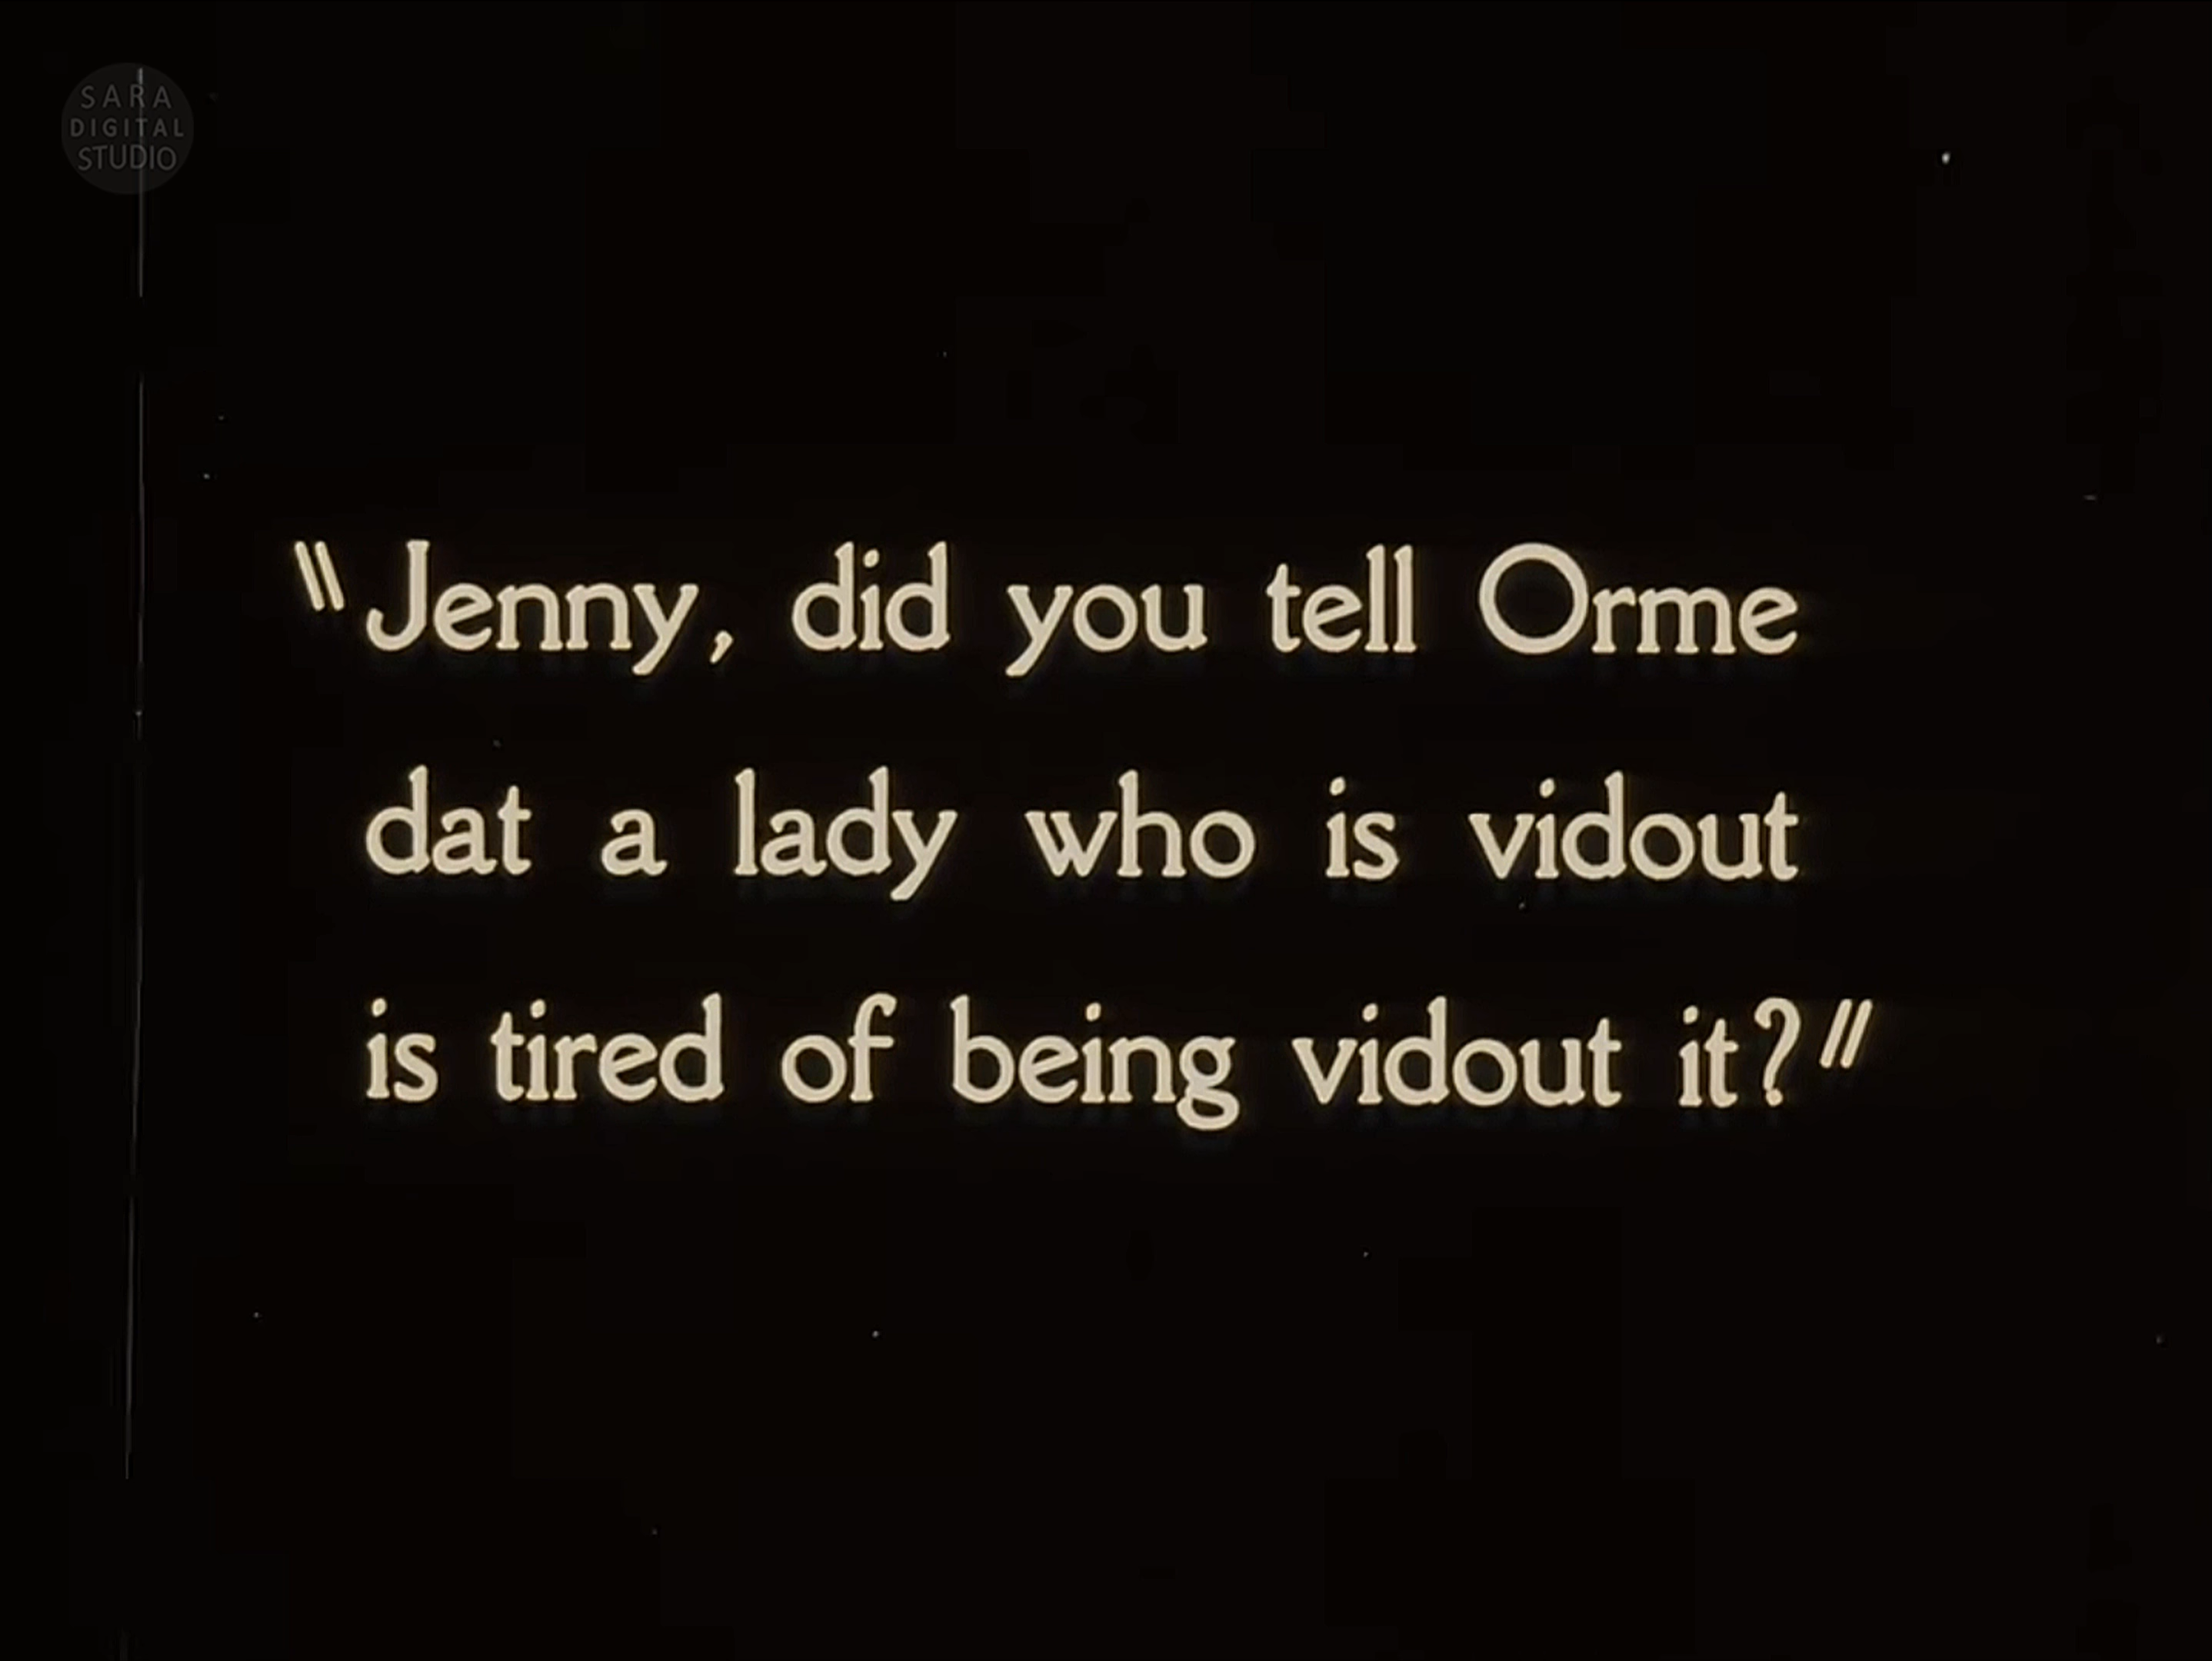 SARA
DIGITAL
STUDIO
"Jenny, did you tell Orme
dat a lady who is vidout
is tired of being vidout it?"